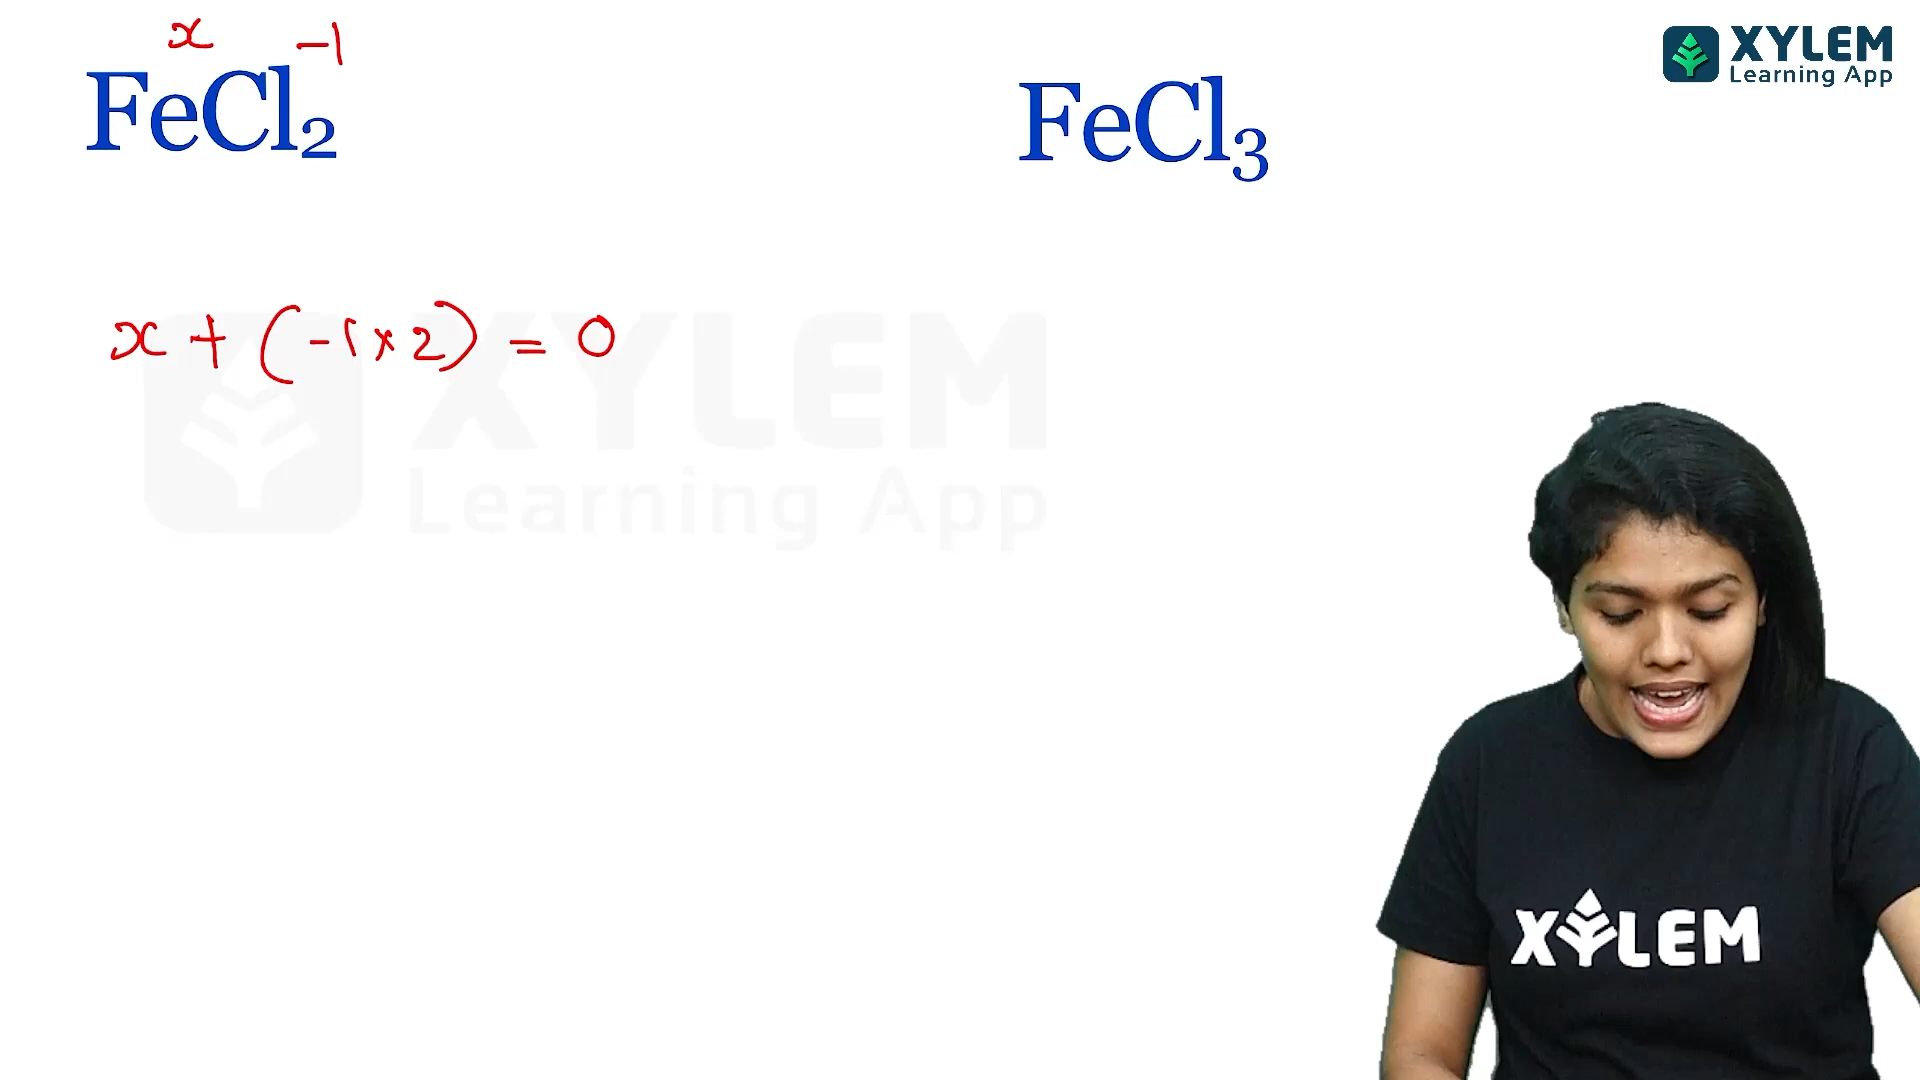 x -1
FeCl₂
FeCl₃
XYLEM
Learning App
x + (-1 × 2) = 0
XYLEM
Learning App
XYLEM